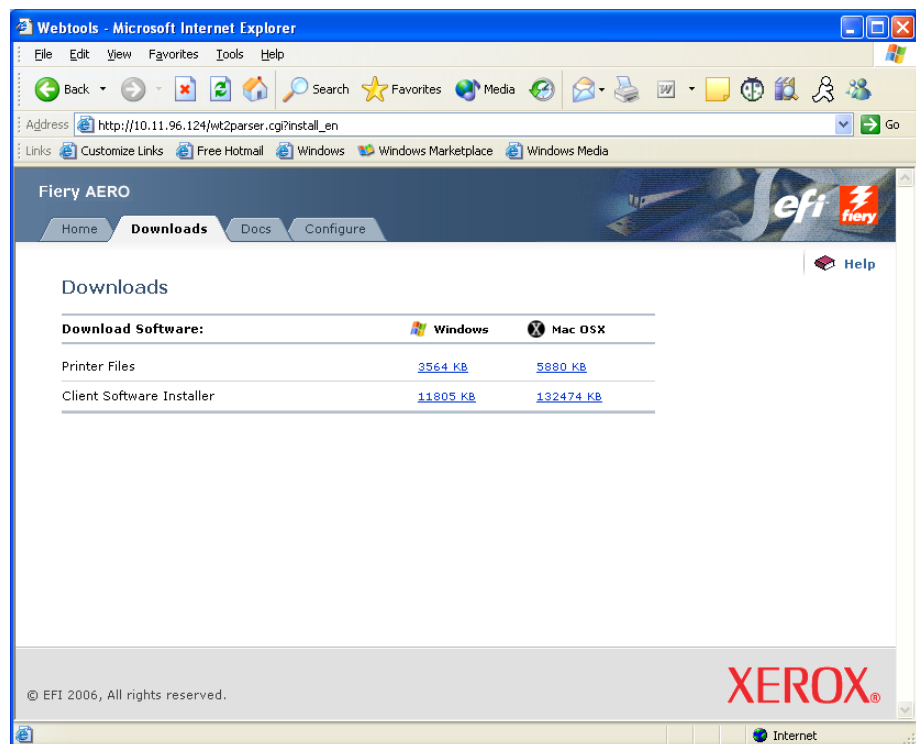 Webtools - Microsoft Internet Explorer
File Edit View Favorites Tools Help
Back Search Favorites Media
Address http://10.11.96.124/wt2parser.cgi?install_en Go
Links Customize Links Free Hotmail Windows Windows Marketplace Windows Media
Fiery AERO
efi fiery
Home Downloads Docs Configure
Help
Downloads
Download Software: Windows Mac OSX
Printer Files 3564 KB 5880 KB
Client Software Installer 11805 KB 132474 KB
© EFI 2006, All rights reserved.
XEROX®
Internet